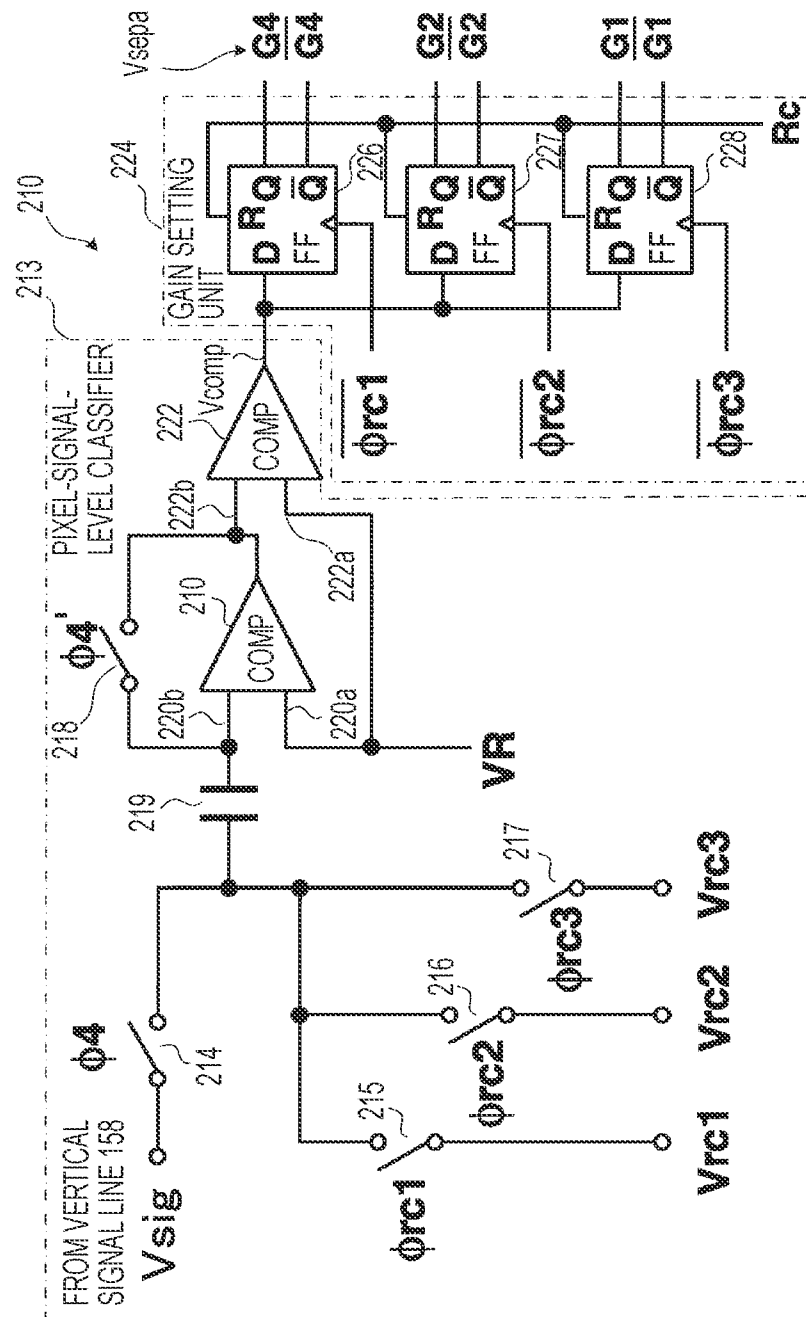 210
213
224
PIXEL-SIGNAL-
LEVEL CLASSIFIER
GAIN SETTING
UNIT
FROM VERTICAL
SIGNAL LINE 158
Vsig
ϕ4
214
ϕ4'
218
219
220b
220a
210
COMP
222b
222a
222
COMP
Vcomp
VR
ϕrc1
215
ϕrc2
216
ϕrc3
217
Vrc1
Vrc2
Vrc3
D R Q
FF Q
226
D R Q
FF Q
227
D R Q
FF Q
228
ϕrc1
ϕrc2
ϕrc3
Vsepa
G4
G4
G2
G2
G1
G1
Rc